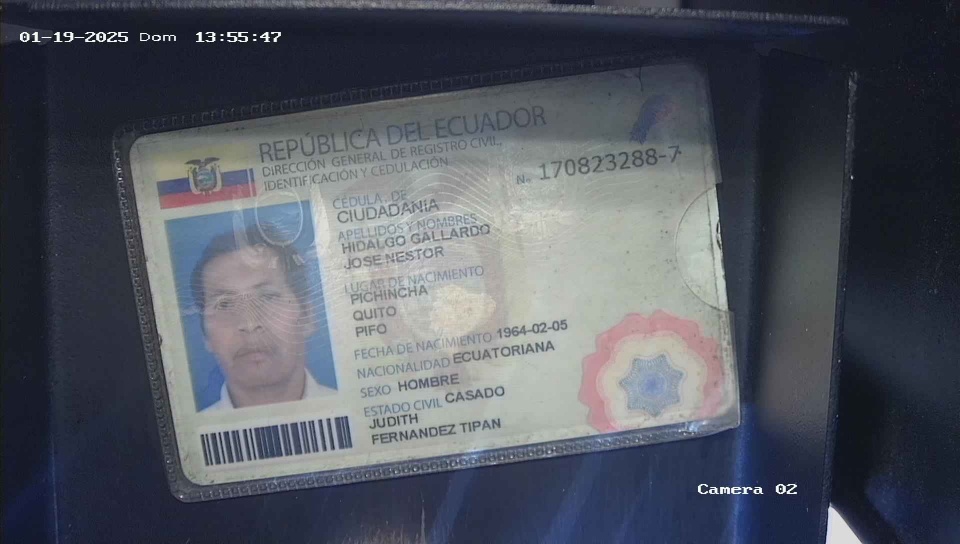 01-19-2025 Dom 13:55:47
REPÚBLICA DEL ECUADOR
DIRECCIÓN GENERAL DE REGISTRO CIVIL,
IDENTIFICACIÓN Y CEDULACIÓN
No 170823288-7
CÉDULA DE
CIUDADANÍA
APELLIDOS Y NOMBRES
HIDALGO GALLARDO
JOSE NESTOR
LUGAR DE NACIMIENTO
PICHINCHA
QUITO
PIFO
FECHA DE NACIMIENTO 1964-02-05
NACIONALIDAD ECUATORIANA
SEXO HOMBRE
ESTADO CIVIL CASADO
JUDITH
FERNANDEZ TIPAN
Camera 02